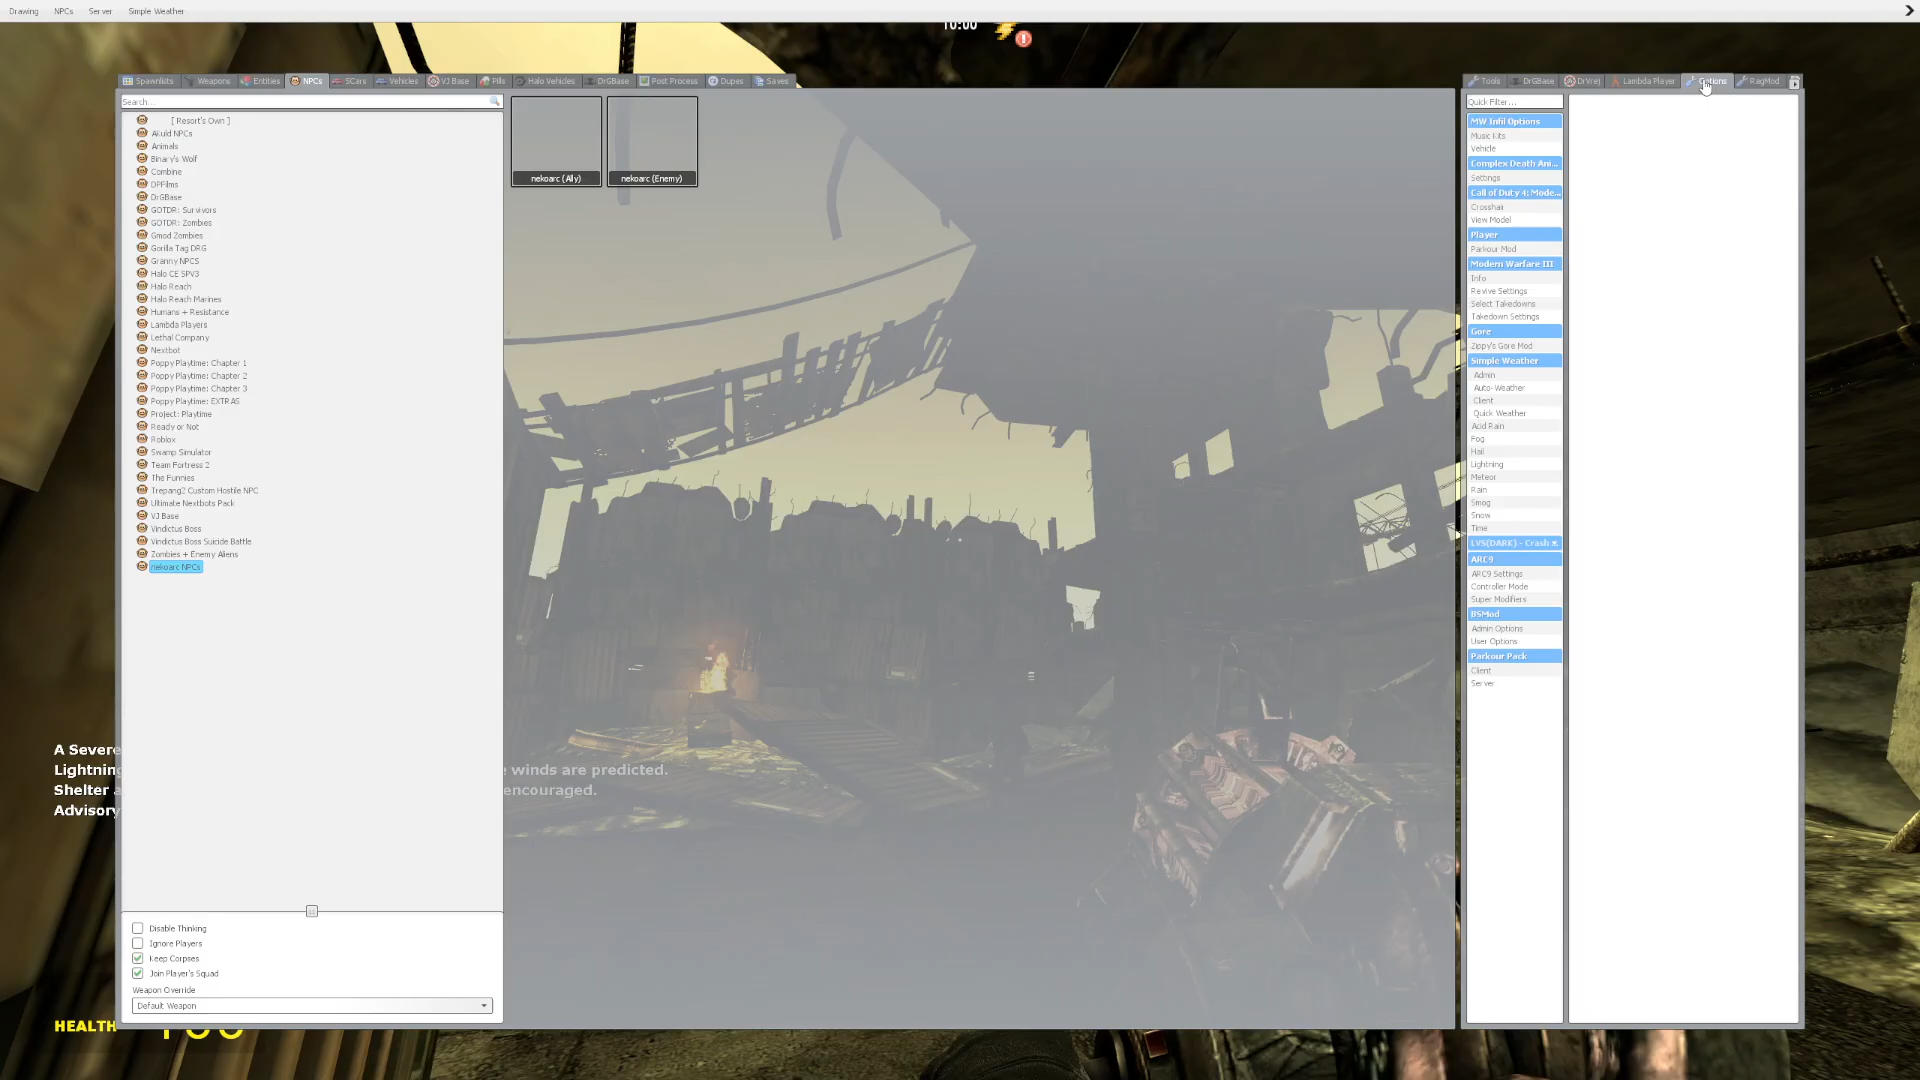 Drawing NPCs Server Simple Weather
10:00
Spawnlists Weapons Entities NPCs SCars Vehicles VJ Base Pills Halo Vehicles DrGBase Post Process Dupes Saves
Search...
[ Resort's Own ]
Akuld NPCs
Animals
Binary's Wolf
Combine
DPFilms
DrGBase
GOTDR: Survivors
GOTDR: Zombies
Gmod Zombies
Gorilla Tag DRG
Granny NPCS
Halo CE SPV3
Halo Reach
Halo Reach Marines
Humans + Resistance
Lambda Players
Lethal Company
Nextbot
Poppy Playtime: Chapter 1
Poppy Playtime: Chapter 2
Poppy Playtime: Chapter 3
Poppy Playtime: EXTRAS
Project: Playtime
Ready or Not
Roblox
Swamp Simulator
Team Fortress 2
The Funnies
Trepang2 Custom Hostile NPC
Ultimate Nextbots Pack
VJ Base
Vindictus Boss
Vindictus Boss Suicide Battle
Zombies + Enemy Aliens
nekoarc NPCs
nekoarc (Ally) nekoarc (Enemy)
A Severe
Lightning winds are predicted.
Shelter encouraged.
Advisory
Disable Thinking
Ignore Players
Keep Corpses
Join Player's Squad
Weapon Override
Default Weapon
HEALTH
Tools DrGBase DrVrej Lambda Player Options RagMod
Quick Filter...
MW Infil Options
Music Kits
Vehicle
Complex Death Ani...
Settings
Call of Duty 4: Mode...
Crosshair
View Model
Player
Parkour Mod
Modern Warfare III
Info
Revive Settings
Select Takedowns
Takedown Settings
Gore
Zippy's Gore Mod
Simple Weather
Admin
Auto-Weather
Client
Quick Weather
Acid Rain
Fog
Hail
Lightning
Meteor
Rain
Smog
Snow
Time
LVS(DARK) - Crash
ARC9
ARC9 Settings
Controller Mode
Super Modifiers
BSMod
Admin Options
User Options
Parkour Pack
Client
Server